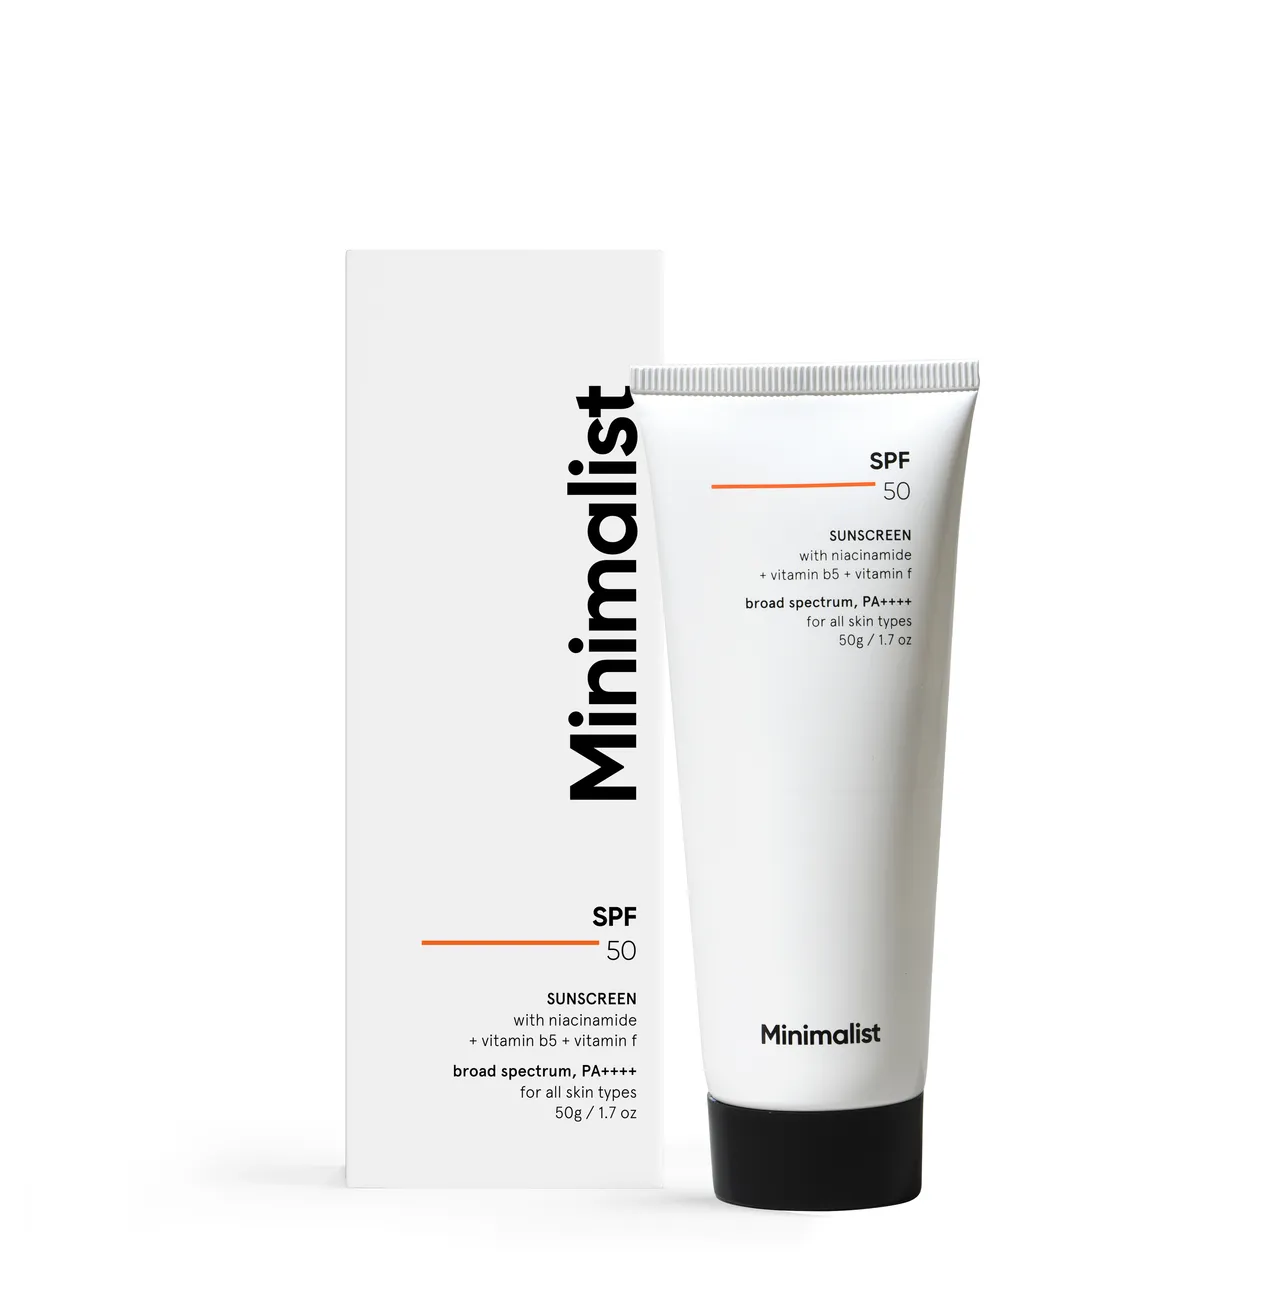 Minimalist
SPF
50
SUNSCREEN
with niacinamide
+ vitamin b5 + vitamin f
broad spectrum, PA++++
for all skin types
50g / 1.7 oz
SPF
50
SUNSCREEN
with niacinamide
+ vitamin b5 + vitamin f
broad spectrum, PA++++
for all skin types
50g / 1.7 oz
Minimalist